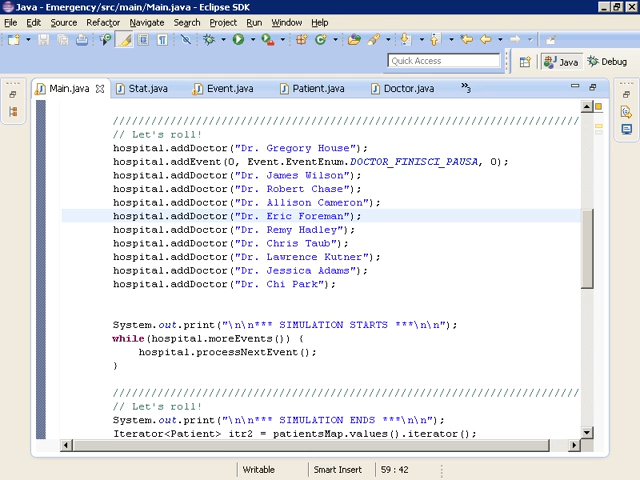 Java - Emergency/src/main/Main.java - Eclipse SDK
File Edit Source Refactor Navigate Search Project Run Window Help
Quick Access Java Debug
Main.java Stat.java Event.java Patient.java Doctor.java »3
////////////////////////////////////////////////////////////////////////////
// Let's roll!
hospital.addDoctor("Dr. Gregory House");
hospital.addEvent(0, Event.EventEnum.DOCTOR_FINISCI_PAUSA, 0);
hospital.addDoctor("Dr. James Wilson");
hospital.addDoctor("Dr. Robert Chase");
hospital.addDoctor("Dr. Allison Cameron");
hospital.addDoctor("Dr. Eric Foreman");
hospital.addDoctor("Dr. Remy Hadley");
hospital.addDoctor("Dr. Chris Taub");
hospital.addDoctor("Dr. Lawrence Kutner");
hospital.addDoctor("Dr. Jessica Adams");
hospital.addDoctor("Dr. Chi Park");
System.out.print("\n\n*** SIMULATION STARTS ***\n\n");
while(hospital.moreEvents()) {
hospital.processNextEvent();
}
////////////////////////////////////////////////////////////////////////////
// Let's roll!
System.out.print("\n\n*** SIMULATION ENDS ***\n\n");
Iterator<Patient> itr2 = patientsMap.values().iterator();
Writable Smart Insert 59 : 42